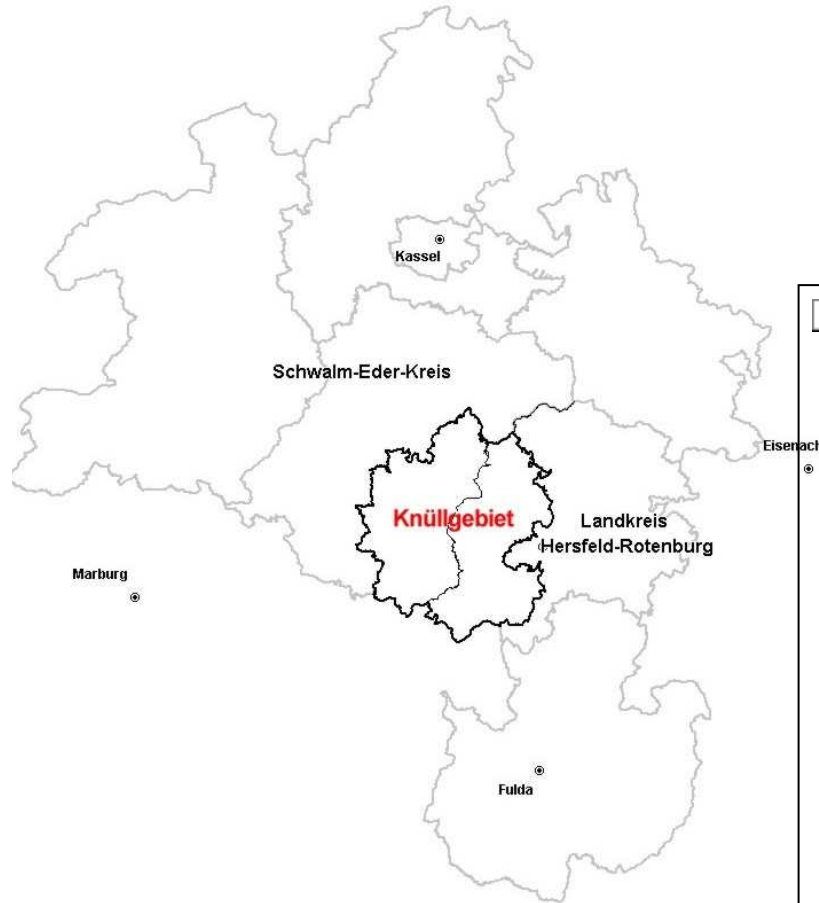 Kassel
Schwalm-Eder-Kreis
Eisenach
Knüllgebiet
Landkreis
Hersfeld-Rotenburg
Marburg
Fulda